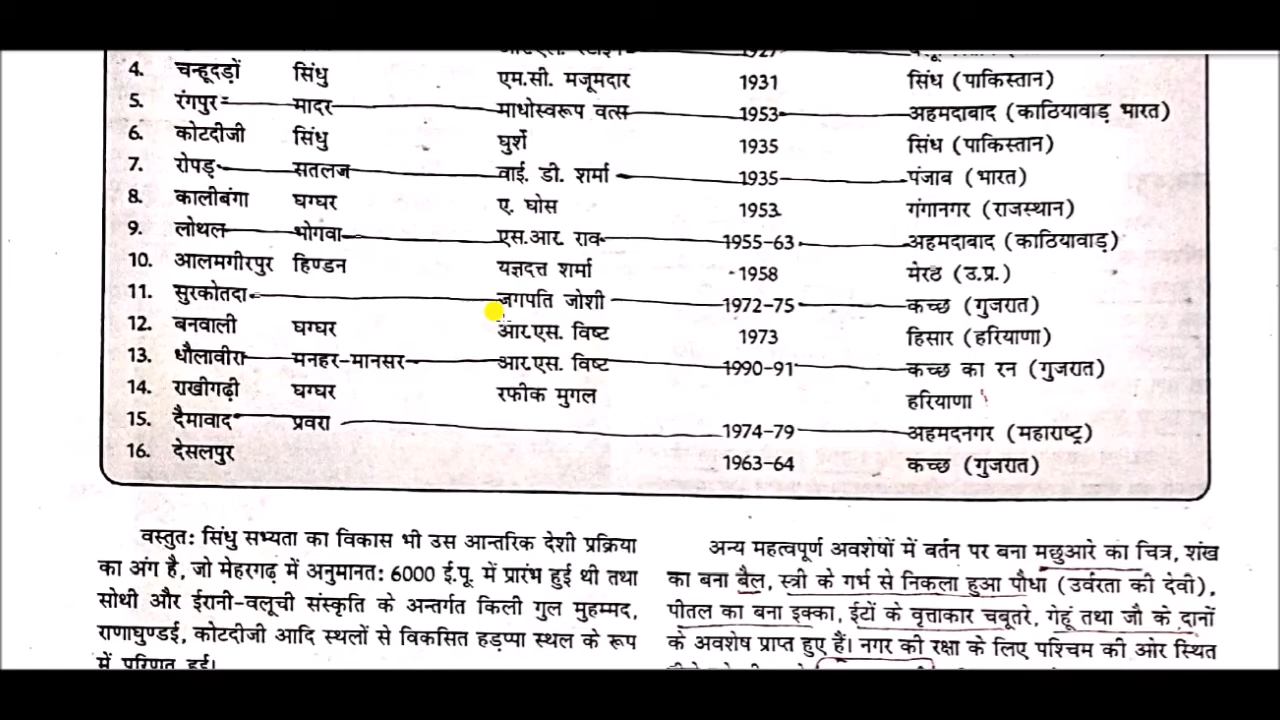 4. चन्हूदड़ों सिंधु एम.सी. मजूमदार 1931 सिंध (पाकिस्तान)
5. रंगपुर मादर माधोस्वरूप वत्स 1953 अहमदाबाद (काठियावाड़ भारत)
6. कोटदीजी सिंधु घुर्शे 1935 सिंध (पाकिस्तान)
7. रोपड़ सतलज वाई. डी. शर्मा 1935 पंजाब (भारत)
8. कालीबंगा घग्घर ए. घोस 1953 गंगानगर (राजस्थान)
9. लोथल भोगवा एस.आर. राव 1955-63 अहमदाबाद (काठियावाड़)
10. आलमगीरपुर हिण्डन यज्ञदत्त शर्मा 1958 मेरठ (उ.प्र.)
11. सुरकोतदा जगपति जोशी 1972-75 कच्छ (गुजरात)
12. बनवाली घग्घर आर.एस. विष्ट 1973 हिसार (हरियाणा)
13. धौलावीरा मनहर-मानसर आर.एस. विष्ट 1990-91 कच्छ का रन (गुजरात)
14. राखीगढ़ी घग्घर रफीक मुगल हरियाणा
15. दैमावाद प्रवरा 1974-79 अहमदनगर (महाराष्ट्र)
16. देसलपुर 1963-64 कच्छ (गुजरात)
वस्तुतः सिंधु सभ्यता का विकास भी उस आन्तरिक देशी प्रक्रिया
का अंग है, जो मेहरगढ़ में अनुमानतः 6000 ई.पू. में प्रारंभ हुई थी तथा
सोथी और ईरानी-वलूची संस्कृति के अन्तर्गत किली गुल मुहम्मद,
राणाघुण्डई, कोटदीजी आदि स्थलों से विकसित हड़प्पा स्थल के रूप
में परिणत हुई।
अन्य महत्वपूर्ण अवशेषों में बर्तन पर बना मछुआरे का चित्र, शंख
का बना बैल, स्त्री के गर्भ से निकला हुआ पौधा (उर्वरता की देवी),
पीतल का बना इक्का, ईटों के वृत्ताकार चबूतरे, गेहूं तथा जौ के दानों
के अवशेष प्राप्त हुए हैं। नगर की रक्षा के लिए पश्चिम की ओर स्थित